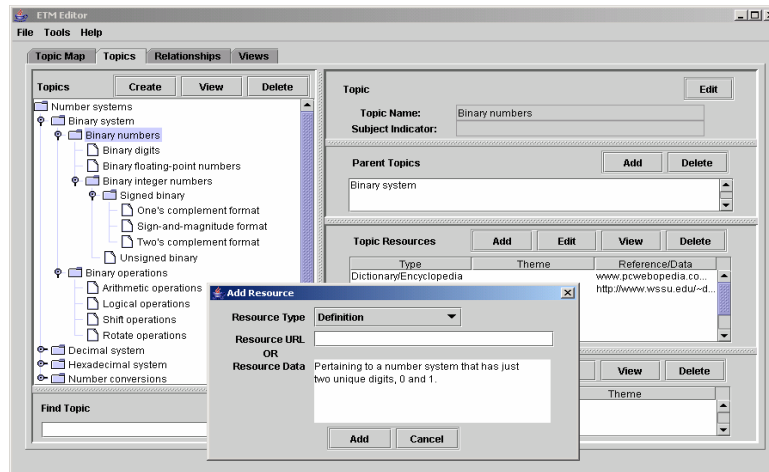 ETM Editor
File Tools Help
Topic Map Topics Relationships Views
Topics Create View Delete
Number systems
Binary system
Binary numbers
Binary digits
Binary floating-point numbers
Binary integer numbers
Signed binary
One's complement format
Sign-and-magnitude format
Two's complement format
Unsigned binary
Binary operations
Arithmetic operations
Logical operations
Shift operations
Rotate operations
Decimal system
Hexadecimal system
Number conversions
Find Topic
Topic Edit
Topic Name: Binary numbers
Subject Indicator:
Parent Topics Add Delete
Binary system
Topic Resources Add Edit View Delete
Type Theme Reference/Data
Dictionary/Encyclopedia www.pcwebopedia.co...
http://www.wssu.edu/~d...
View Delete
Theme
Add Resource
Resource Type Definition
Resource URL
OR
Resource Data Pertaining to a number system that has just
two unique digits, 0 and 1.
Add Cancel